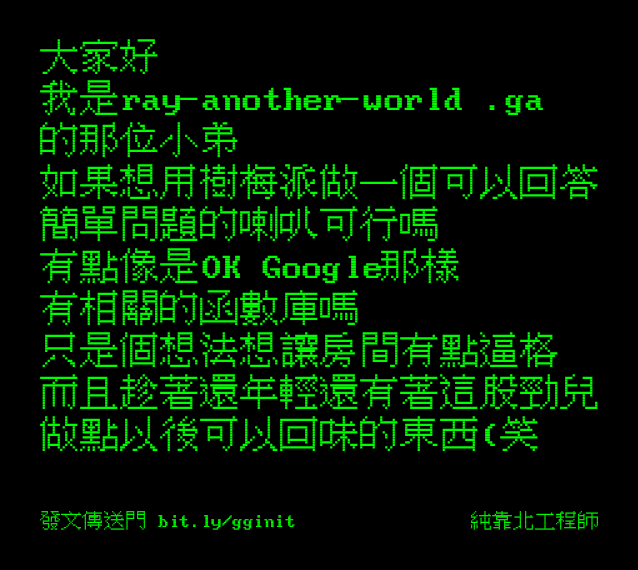 大家好
我是ray-another-world .ga
的那位小弟
如果想用樹梅派做一個可以回答
簡單問題的喇叭可行嗎
有點像是OK Google那樣
有相關的函數庫嗎
只是個想法想讓房間有點逼格
而且趁著還年輕還有著這股勁兒
做點以後可以回味的東西(笑
發文傳送門 bit.ly/gginit
純靠北工程師